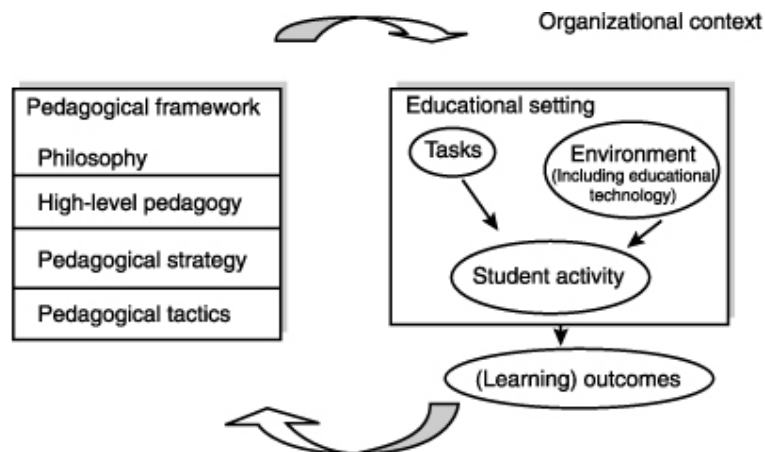 Organizational context
Pedagogical framework
Philosophy
High-level pedagogy
Pedagogical strategy
Pedagogical tactics
Educational setting
Tasks
Environment
(Including educational
technology)
Student activity
(Learning) outcomes